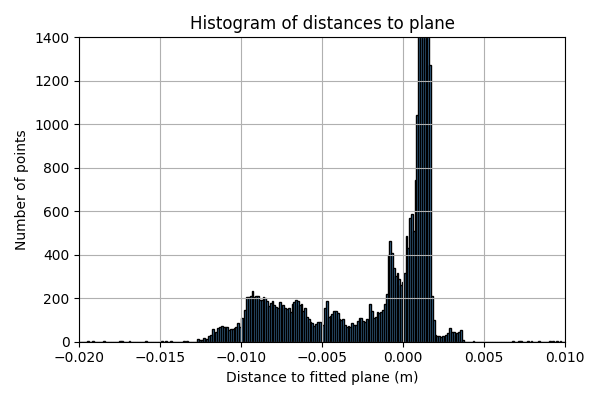 Histogram of distances to plane
1400
1200
1000
800
600
400
200
0
Number of points
−0.020 −0.015 −0.010 −0.005 0.000 0.005 0.010
Distance to fitted plane (m)